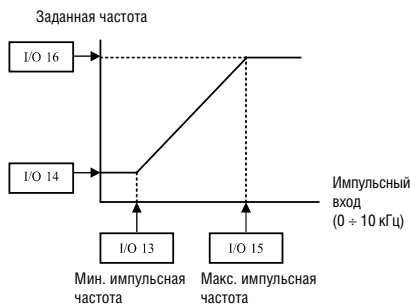 Заданная частота
I/O 16
I/O 14
Импульсный
вход
(0 ÷ 10 кГц)
I/O 13
I/O 15
Мин. импульсная
частота
Макс. импульсная
частота